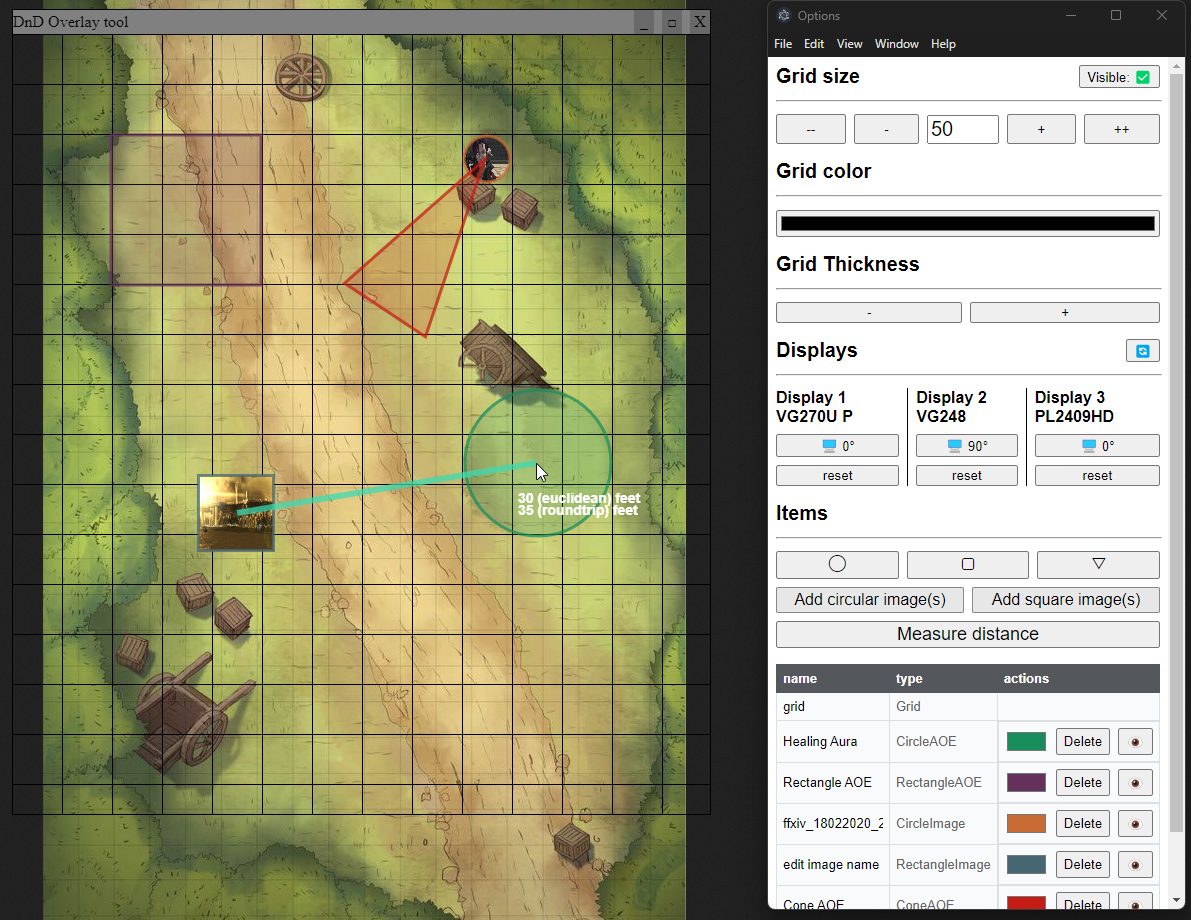 DnD Overlay tool
_ □ X
30 (euclidean) feet
35 (roundtrip) feet
Options
File Edit View Window Help
Grid size
Visible:
-- - 50 + ++
Grid color
Grid Thickness
- +
Displays
Display 1 Display 2 Display 3
VG270U P VG248 PL2409HD
0° 90° 0°
reset reset reset
Items
Add circular image(s) Add square image(s)
Measure distance
name type actions
grid Grid
Healing Aura CircleAOE Delete
Rectangle AOE RectangleAOE Delete
ffxiv_18022020_2 CircleImage Delete
edit image name RectangleImage Delete
Cone AOE ConeAOE Delete